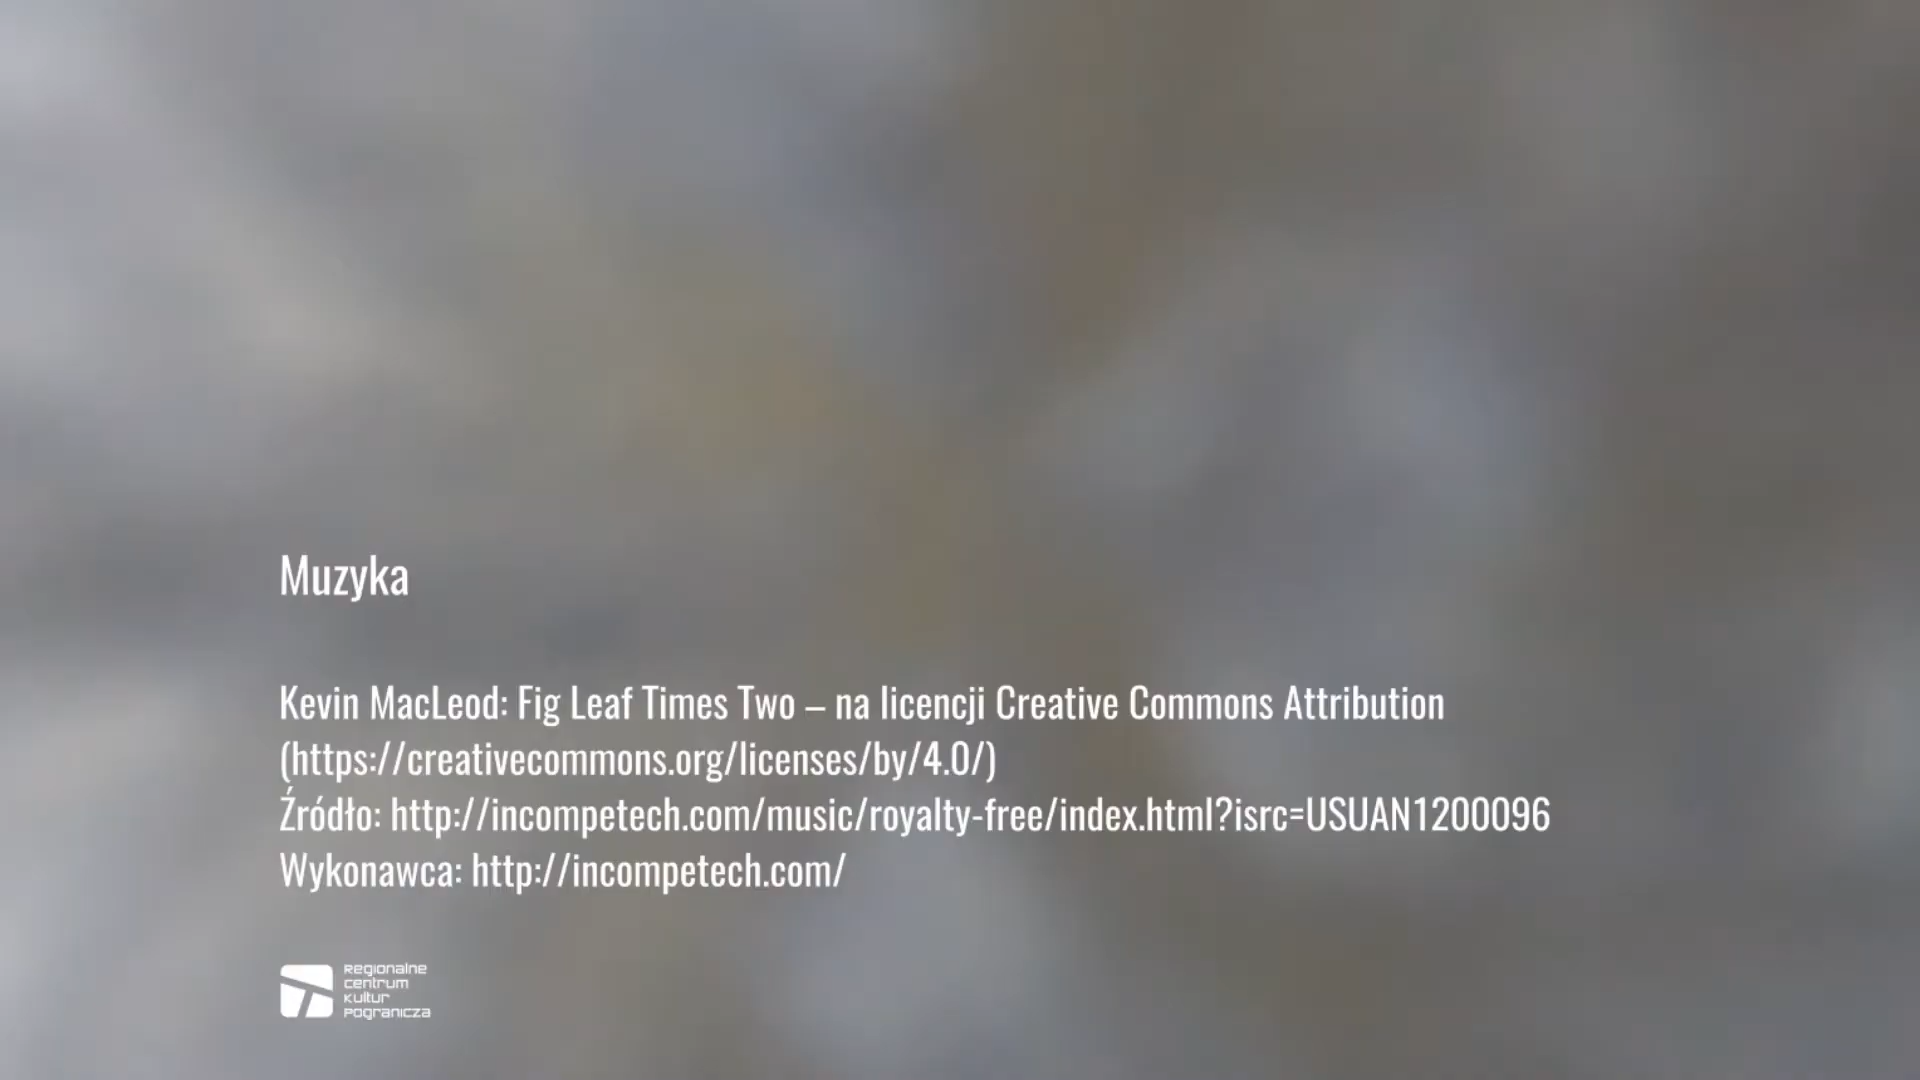 Muzyka
Kevin MacLeod: Fig Leaf Times Two – na licencji Creative Commons Attribution
(https://creativecommons.org/licenses/by/4.0/)
Źródło: http://incompetech.com/music/royalty-free/index.html?isrc=USUAN1200096
Wykonawca: http://incompetech.com/
Regionalne
centrum
kultur
pogranicza